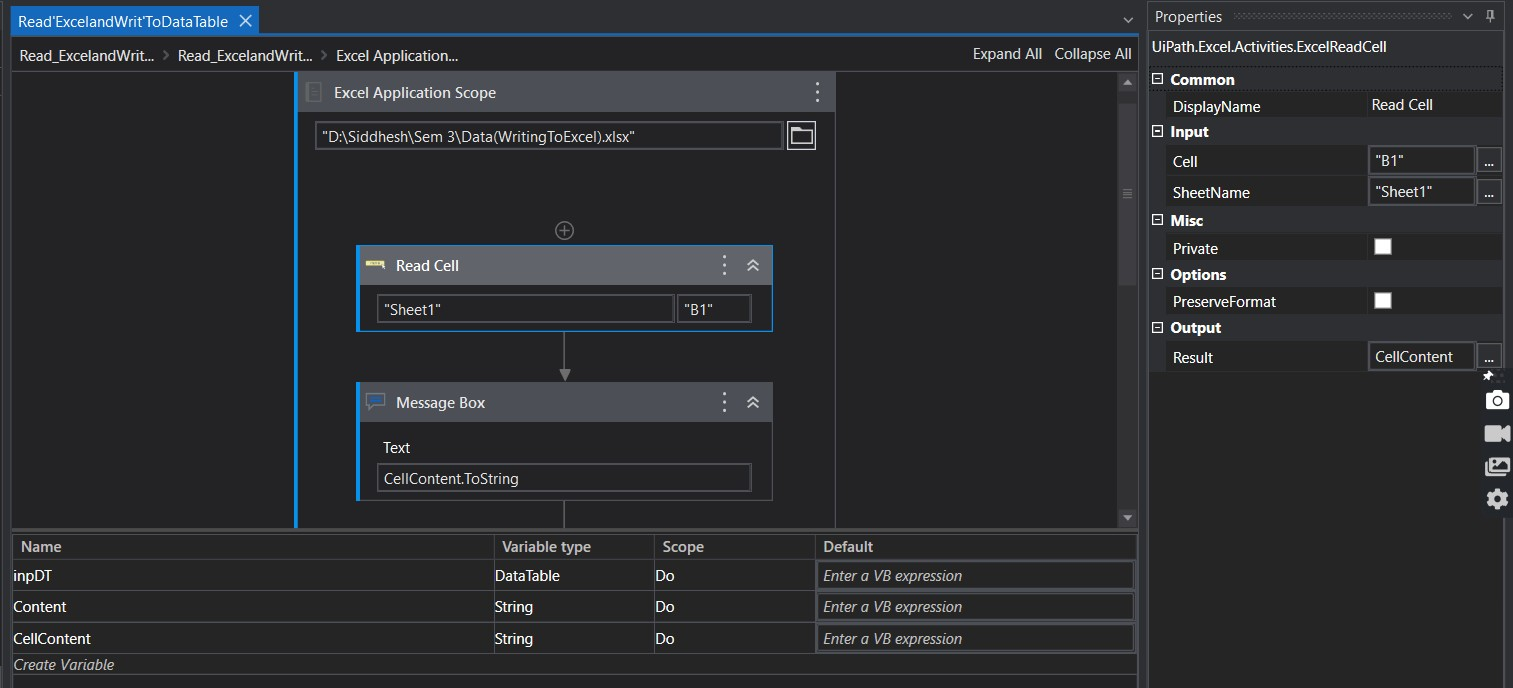 Read'ExcelandWrit'ToDataTable
Read_ExcelandWrit... Read_ExcelandWrit... Excel Application... Expand All Collapse All
Excel Application Scope
"D:\Siddhesh\Sem 3\Data(WritingToExcel).xlsx"
Read Cell
"Sheet1" "B1"
Message Box
Text
CellContent.ToString
Name Variable type Scope Default
inpDT DataTable Do Enter a VB expression
Content String Do Enter a VB expression
CellContent String Do Enter a VB expression
Create Variable
Properties
UiPath.Excel.Activities.ExcelReadCell
Common
DisplayName Read Cell
Input
Cell "B1" ...
SheetName "Sheet1" ...
Misc
Private
Options
PreserveFormat
Output
Result CellContent ...